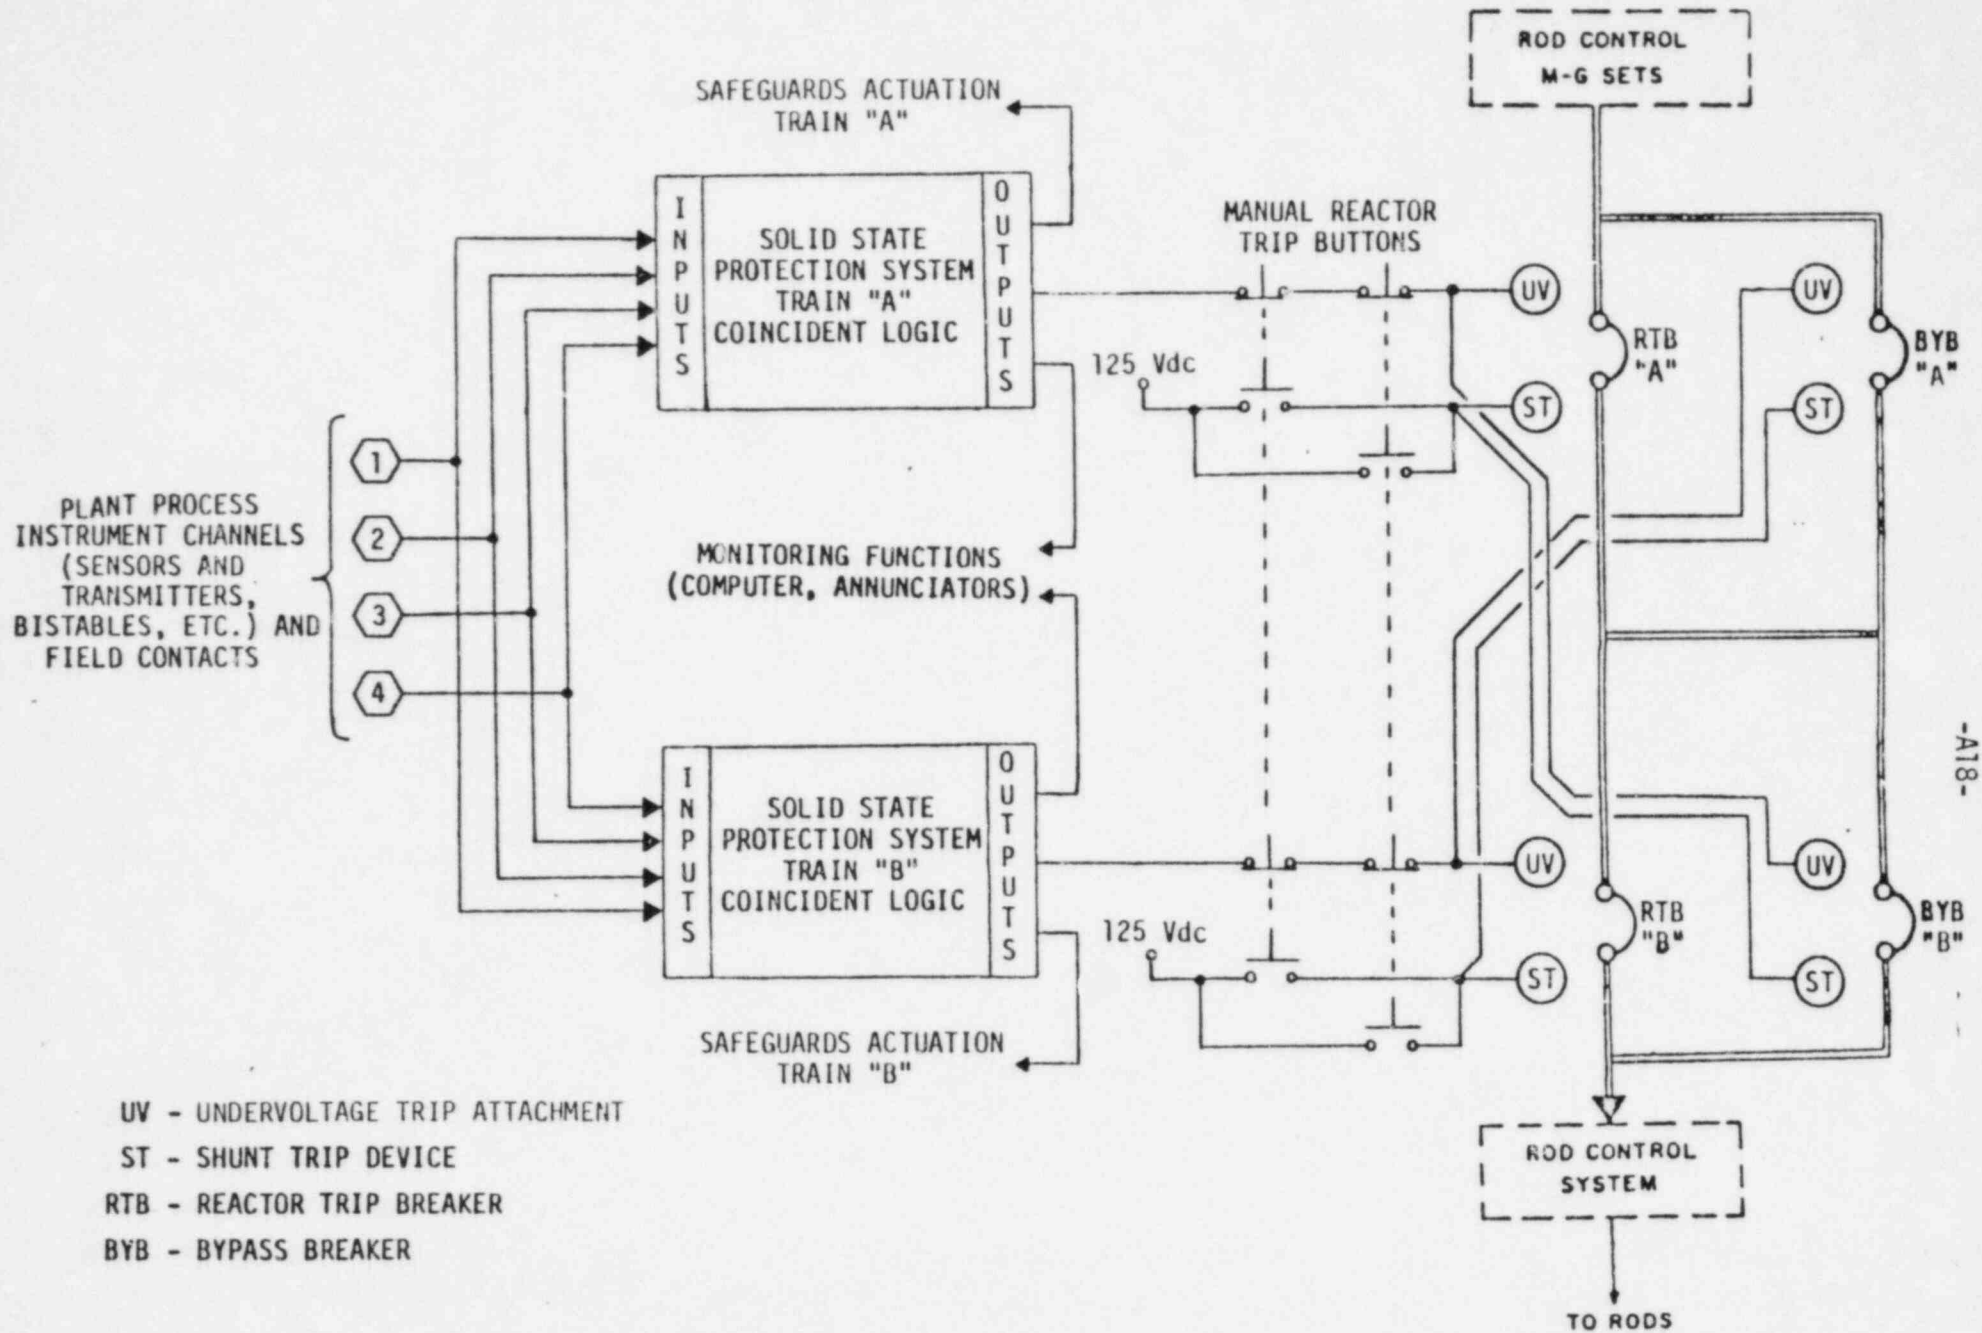 ROD CONTROL
M-G SETS
SAFEGUARDS ACTUATION
TRAIN "A"
INPUTS
SOLID STATE
PROTECTION SYSTEM
TRAIN "A"
COINCIDENT LOGIC
OUTPUTS
MANUAL REACTOR
TRIP BUTTONS
UV
UV
RTB
"A"
BYB
"A"
125 Vdc
ST
ST
1
2
3
4
PLANT PROCESS
INSTRUMENT CHANNELS
(SENSORS AND
TRANSMITTERS,
BISTABLES, ETC.) AND
FIELD CONTACTS
MONITORING FUNCTIONS
(COMPUTER, ANNUNCIATORS)
-A18-
INPUTS
SOLID STATE
PROTECTION SYSTEM
TRAIN "B"
COINCIDENT LOGIC
OUTPUTS
UV
UV
RTB
"B"
BYB
"B"
125 Vdc
ST
ST
SAFEGUARDS ACTUATION
TRAIN "B"
UV - UNDERVOLTAGE TRIP ATTACHMENT
ST - SHUNT TRIP DEVICE
RTB - REACTOR TRIP BREAKER
BYB - BYPASS BREAKER
ROD CONTROL
SYSTEM
TO RODS